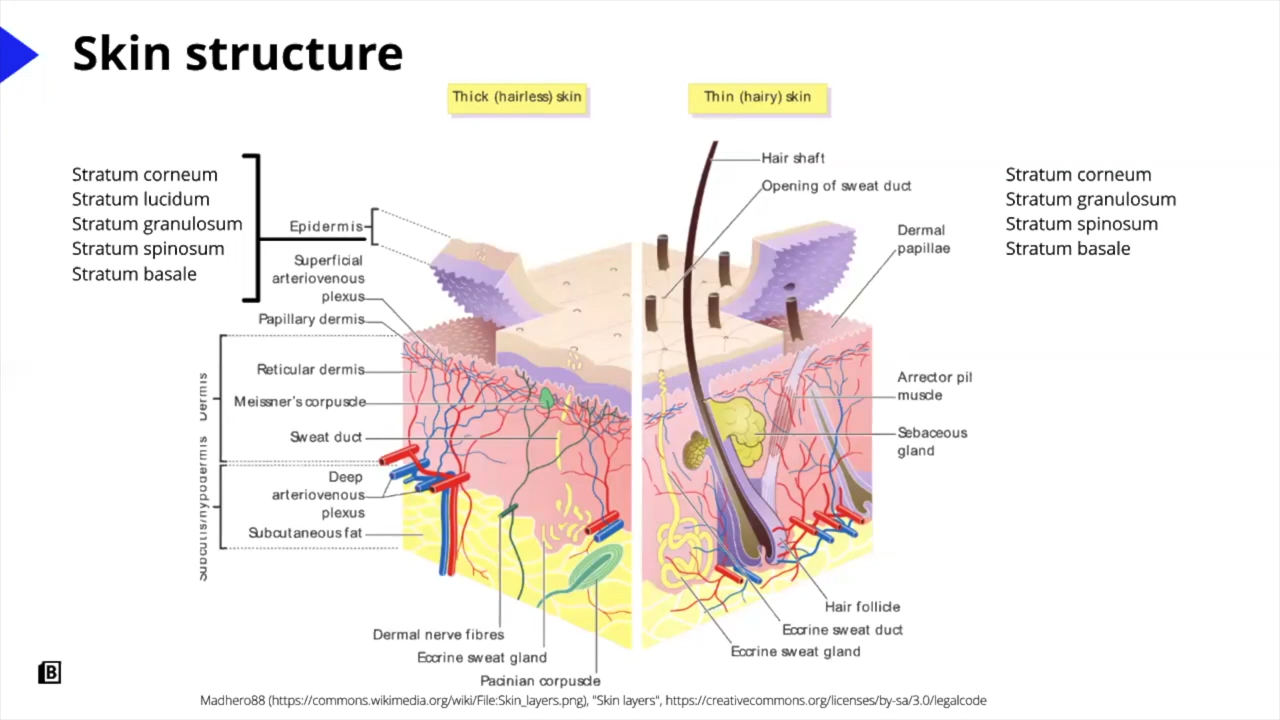 Skin structure
Thick (hairless) skin
Thin (hairy) skin
Stratum corneum
Stratum lucidum
Stratum granulosum
Stratum spinosum
Stratum basale
Epidermis
Superficial
arteriovenous
plexus
Papillary dermis
Reticular dermis
Meissner's corpuscle
Sweat duct
Deep
arteriovenous
plexus
Subcutaneous fat
Dermis
Subcutis/hypodermis
Dermal nerve fibres
Eccrine sweat gland
Pacinian corpuscle
Hair shaft
Opening of sweat duct
Dermal
papillae
Arrector pil
muscle
Sebaceous
gland
Hair follicle
Eccrine sweat duct
Eccrine sweat gland
Stratum corneum
Stratum granulosum
Stratum spinosum
Stratum basale
B
Madhero88 (https://commons.wikimedia.org/wiki/File:Skin_layers.png), "Skin layers", https://creativecommons.org/licenses/by-sa/3.0/legalcode